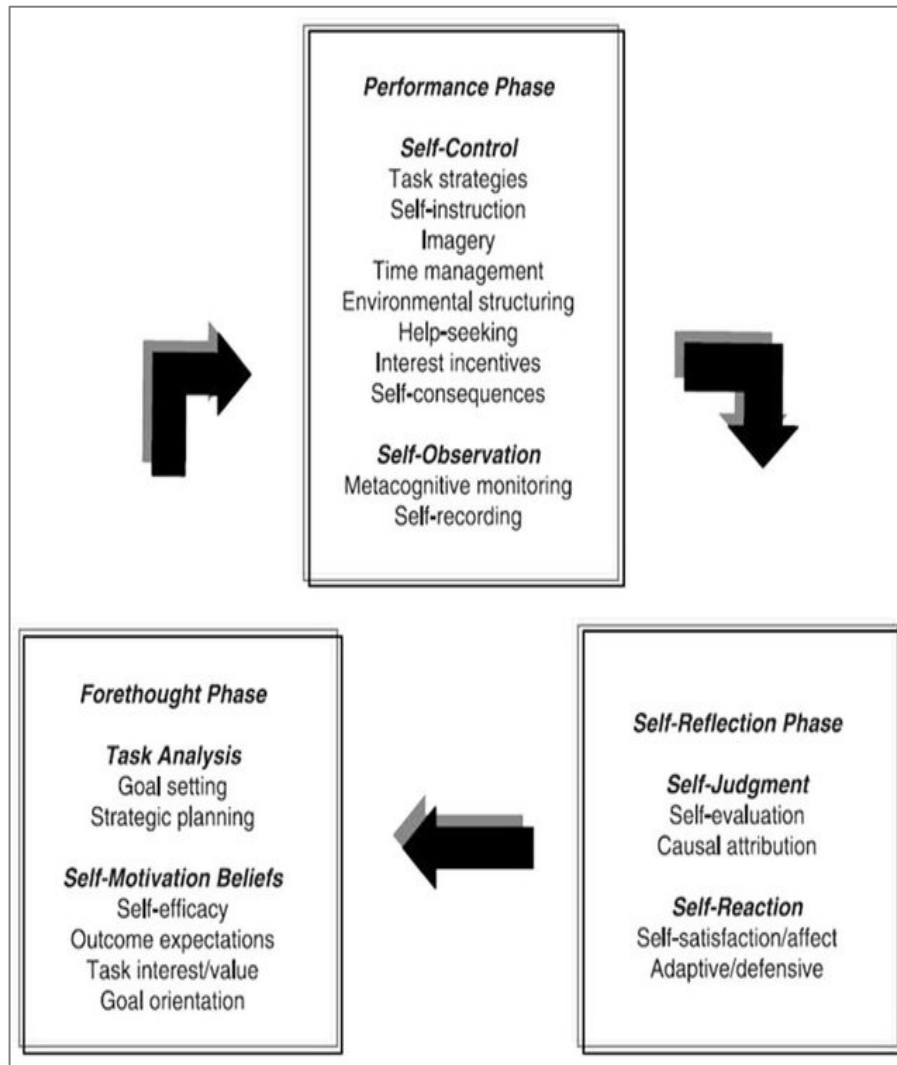 Performance Phase
Self-Control
Task strategies
Self-instruction
Imagery
Time management
Environmental structuring
Help-seeking
Interest incentives
Self-consequences
Self-Observation
Metacognitive monitoring
Self-recording
Forethought Phase
Task Analysis
Goal setting
Strategic planning
Self-Motivation Beliefs
Self-efficacy
Outcome expectations
Task interest/value
Goal orientation
Self-Reflection Phase
Self-Judgment
Self-evaluation
Causal attribution
Self-Reaction
Self-satisfaction/affect
Adaptive/defensive